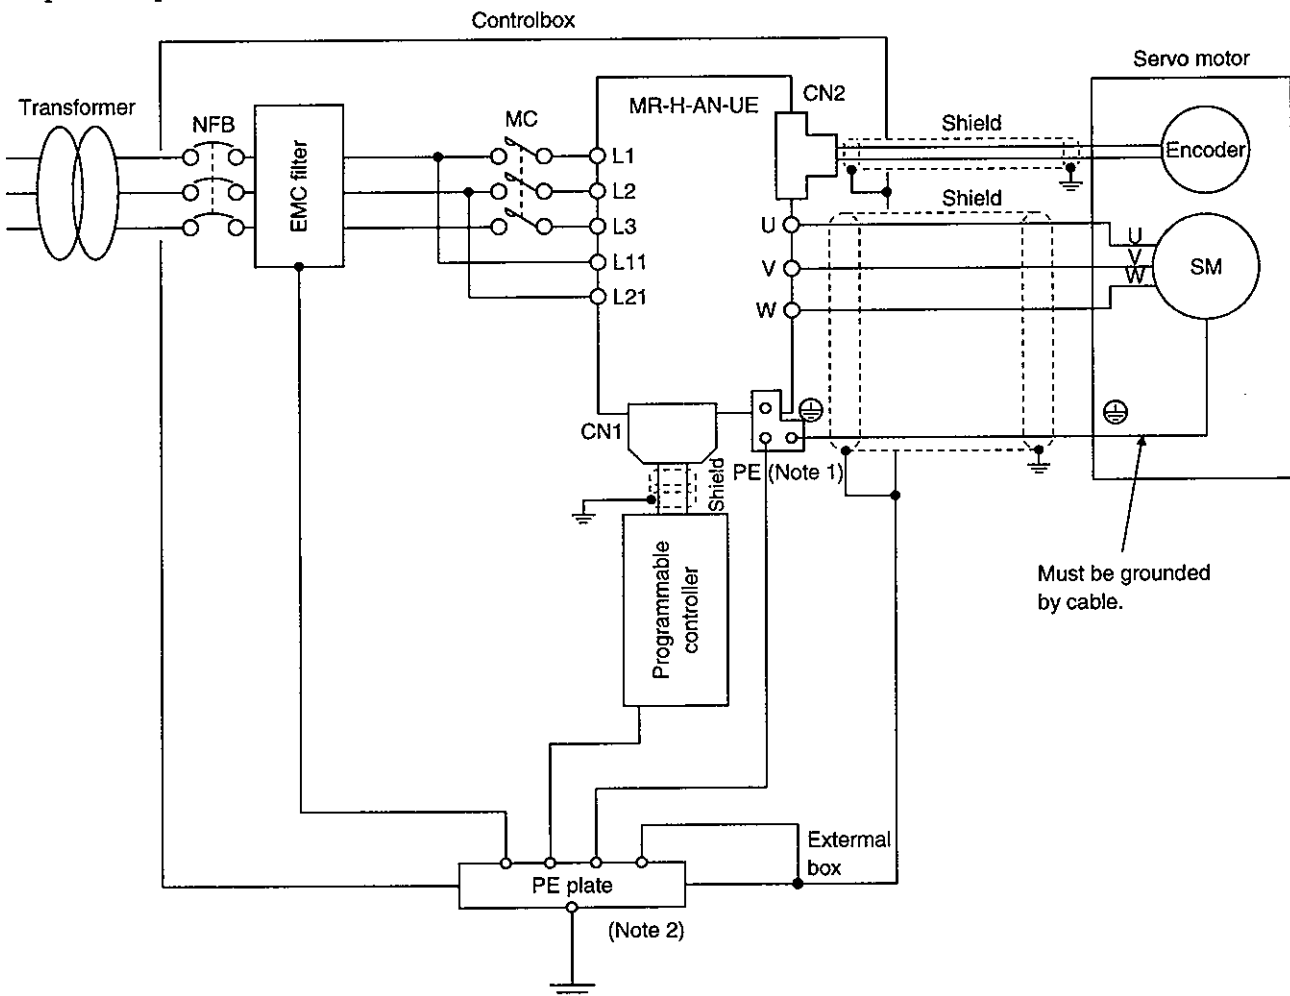 Controlbox
Servo motor
Transformer
NFB
EMC filter
MC
MR-H-AN-UE
CN2
Shield
Encoder
L1
L2
L3
L11
L21
Shield
U
V
W
U
V
W
SM
CN1
Shield
PE (Note 1)
Programmable
controller
Must be grounded
by cable.
Extermal
box
PE plate
(Note 2)